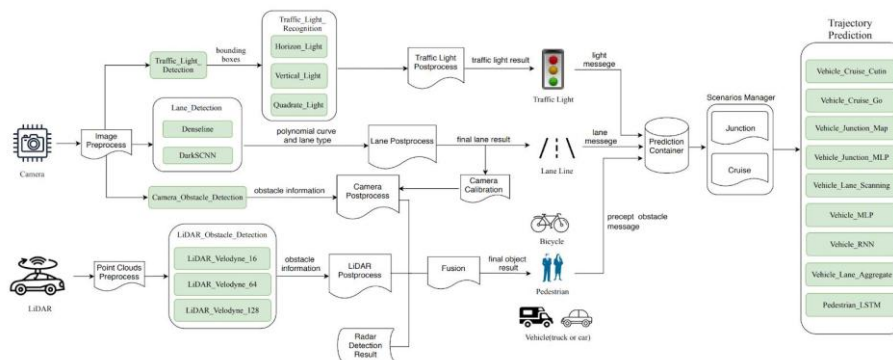 Traffic_Light_
Recognition
Trajectory
Prediction
bounding
boxes
Traffic_Light_
Detection
Horizon_Light
Vertical_Light
Quadrate_Light
Traffic Light
Postprocess
traffic light result
Traffic Light
light
messege
Vehicle_Cruise_Cutin
Vehicle_Cruise_Go
Vehicle_Junction_Map
Vehicle_Junction_MLP
Vehicle_Lane_Scanning
Vehicle_MLP
Vehicle_RNN
Vehicle_Lane_Aggregate
Pedestrian_LSTM
Scenarios Manager
Junction
Cruise
Lane_Detection
Denseline
DarkSCNN
Camera
Image
Preprocess
polynomial curve
and lane type
Lane Postprocess
final lane result
Lane Line
lane
messege
Prediction
Container
Camera_Obstacle_Detection
obstacle information
Camera
Postprocess
Camera
Calibration
precept obstacle
message
Bicycle
LiDAR_Obstacle_Detection
LiDAR_Velodyne_16
LiDAR_Velodyne_64
LiDAR_Velodyne_128
LiDAR
Point Clouds
Preprocess
obstacle
information
LiDAR
Postprocess
Fusion
final object
result
Pedestrian
Radar
Detection
Result
Vehicle(truck or car)